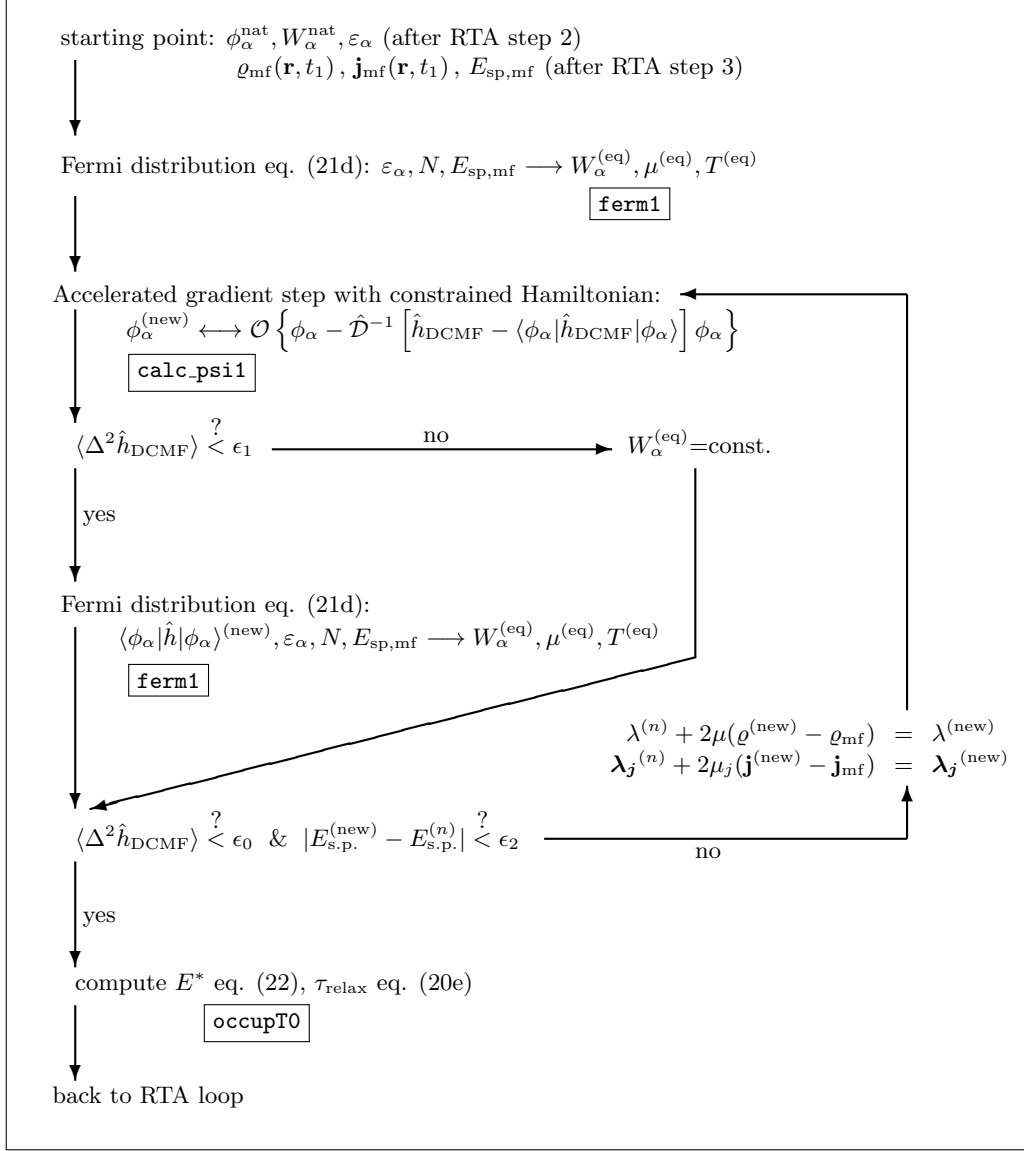 starting point: ϕ_α^nat, W_α^nat, ε_α (after RTA step 2)
ϱ_mf(r, t_1) , j_mf(r, t_1) , E_sp,mf (after RTA step 3)
Fermi distribution eq. (21d): ε_α, N, E_sp,mf ⟶ W_α^(eq), μ^(eq), T^(eq)
ferm1
Accelerated gradient step with constrained Hamiltonian:
ϕ_α^(new) ⟷ 𝒪 { ϕ_α − 𝒟̂^−1 [ ĥ_DCMF − ⟨ϕ_α|ĥ_DCMF|ϕ_α⟩ ] ϕ_α }
calc_psi1
⟨Δ^2 ĥ_DCMF⟩ <^? ϵ_1 no W_α^(eq)=const.
yes
Fermi distribution eq. (21d):
⟨ϕ_α|ĥ|ϕ_α⟩^(new), ε_α, N, E_sp,mf ⟶ W_α^(eq), μ^(eq), T^(eq)
ferm1
λ^(n) + 2μ(ϱ^(new) − ϱ_mf) = λ^(new)
λ_j^(n) + 2μ_j(j^(new) − j_mf) = λ_j^(new)
⟨Δ^2 ĥ_DCMF⟩ <^? ϵ_0 & |E_s.p.^(new) − E_s.p.^(n)| <^? ϵ_2
no
yes
compute E* eq. (22), τ_relax eq. (20e)
occupT0
back to RTA loop